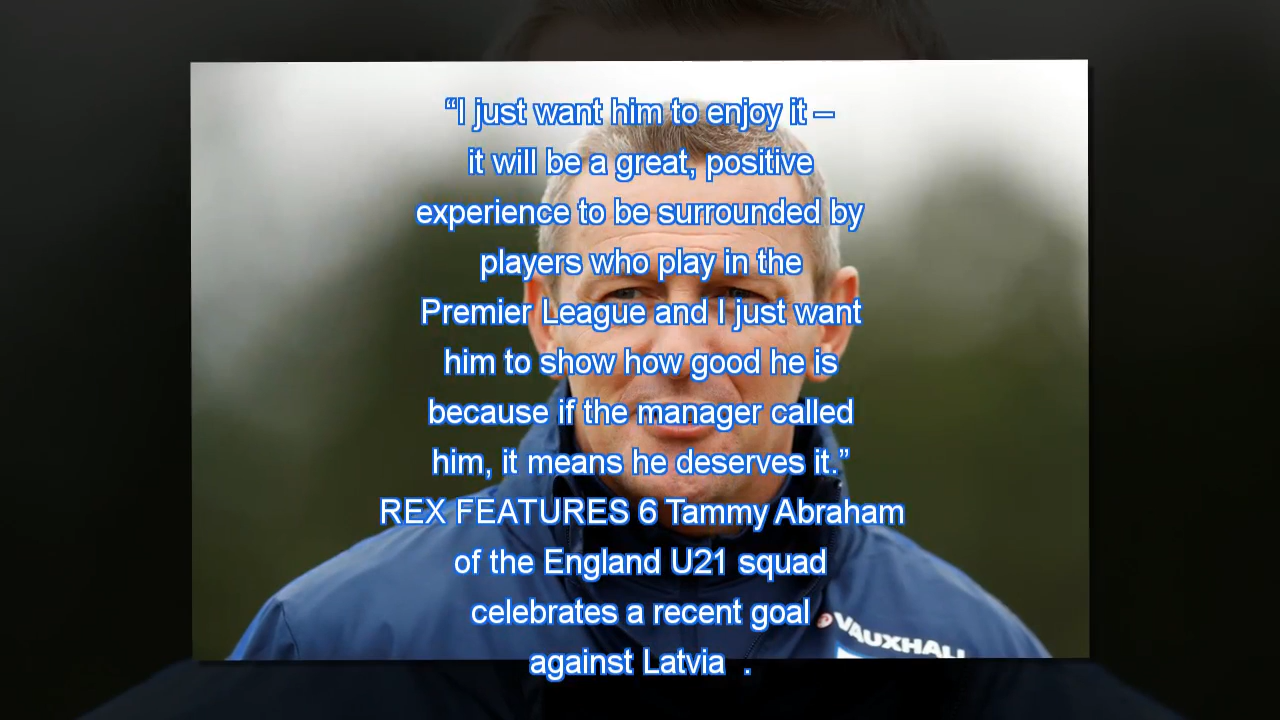 “I just want him to enjoy it –
it will be a great, positive
experience to be surrounded by
players who play in the
Premier League and I just want
him to show how good he is
because if the manager called
him, it means he deserves it.”
REX FEATURES 6 Tammy Abraham
of the England U21 squad
celebrates a recent goal
against Latvia .
VAUXHALL